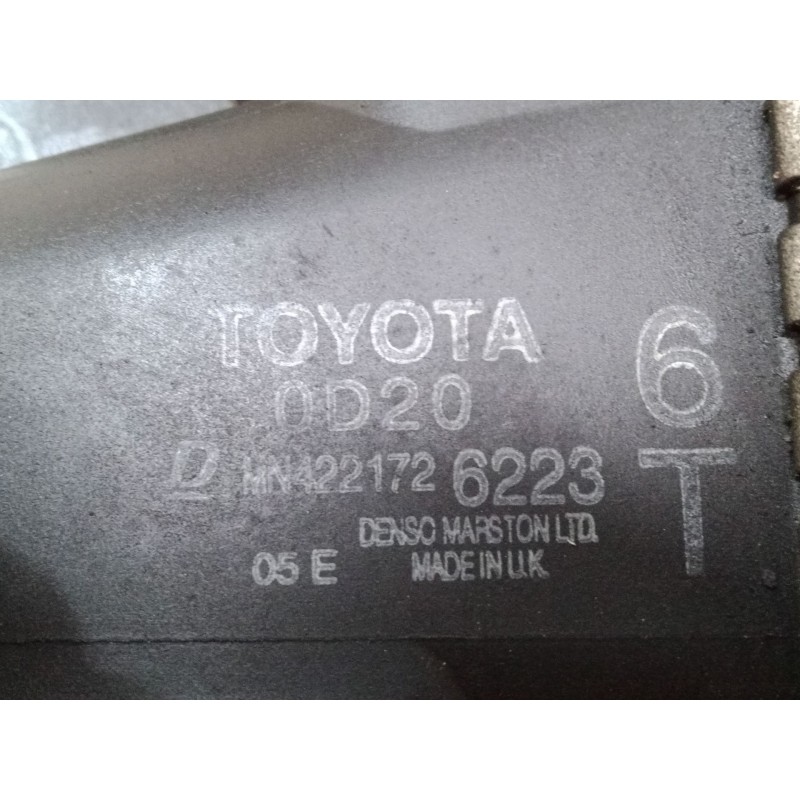 TOYOTA
0D20
6
D MN422172 6223
T
DENSO MARSTON LTD.
05 E MADE IN U.K.